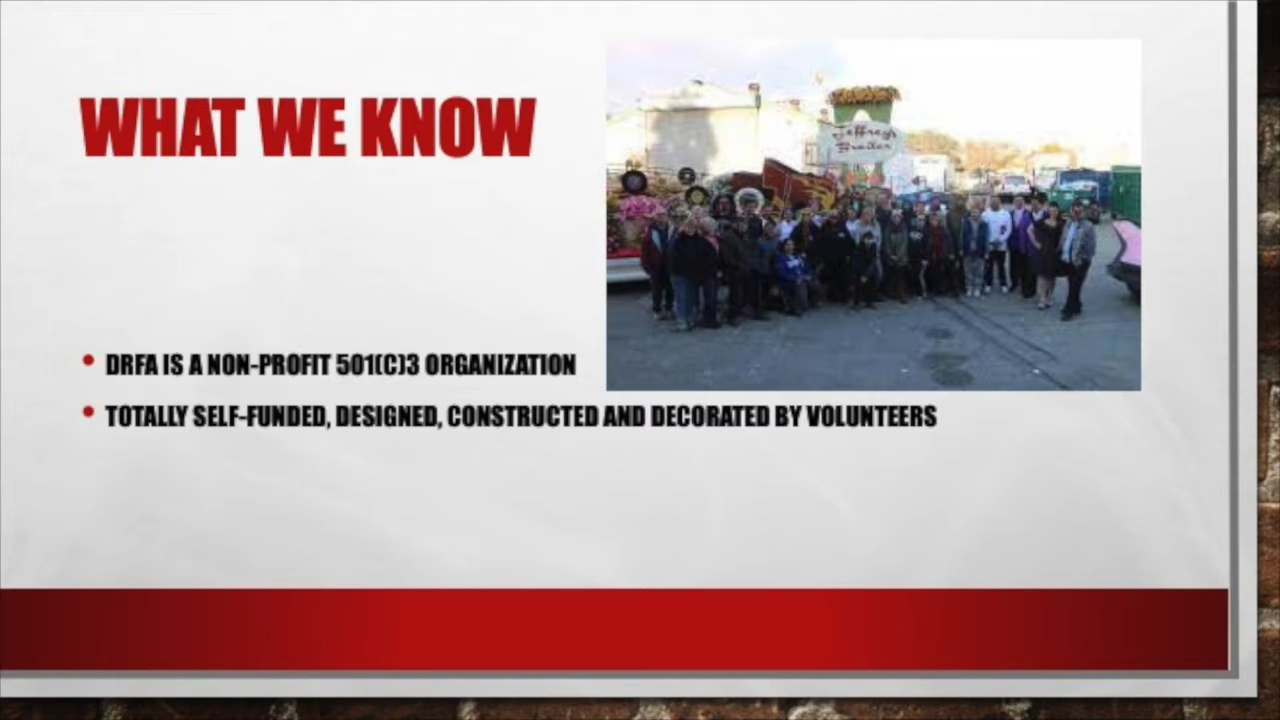 WHAT WE KNOW
Jeffrey's
• DRFA IS A NON-PROFIT 501(C)3 ORGANIZATION
• TOTALLY SELF-FUNDED, DESIGNED, CONSTRUCTED AND DECORATED BY VOLUNTEERS